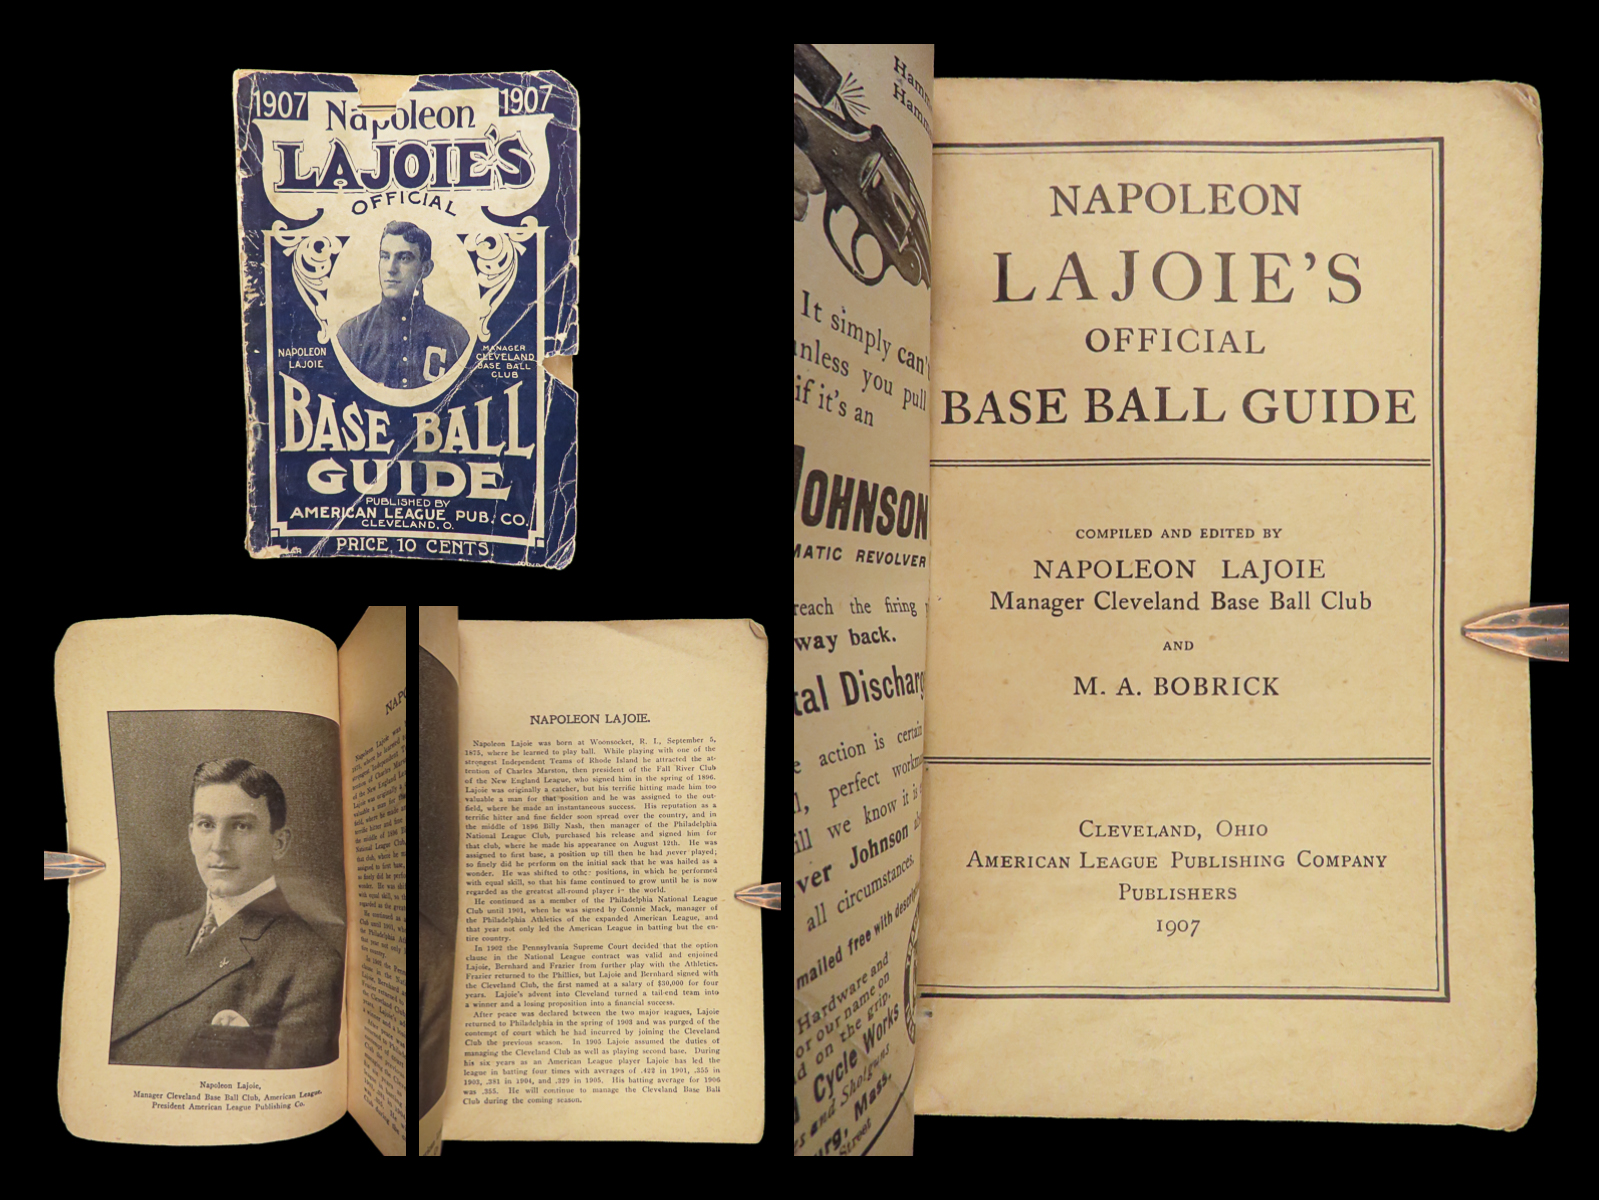 1907 Napoleon 1907
LAJOIE'S
OFFICIAL
NAPOLEON
LAJOIE
MANAGER
CLEVELAND
BASE BALL
CLUB
C
BASE BALL
GUIDE
PUBLISHED BY
AMERICAN LEAGUE PUB. CO.
CLEVELAND, O.
PRICE, 10 CENTS.
Napoleon Lajoie,
Manager Cleveland Base Ball Club, American League.
President American League Publishing Co.
NAPOLEON LAJOIE.
Napoleon Lajoie was born at Woonsocket, R. I., September 5,
1875, where he learned to play ball. While playing with one of the
strongest Independent Teams of Rhode Island he attracted the at-
tention of Charles Marston, then president of the Fall River Club
of the New England League, who signed him in the spring of 1896.
Lajoie was originally a catcher, but his terrific hitting made him too
valuable a man for that position and he was assigned to the out-
field, where he made an instantaneous success. His reputation as a
terrific hitter and fine fielder soon spread over the country, and in
the middle of 1896 Billy Nash, then manager of the Philadelphia
National League Club, purchased his release and signed him for
that club, where he made his appearance on August 12th. He was
assigned to first base, a position up till then he had never played;
so finely did he perform on the initial sack that he was hailed as a
wonder. He was shifted to other positions, in which he performed
with equal skill, so that his fame continued to grow until he is now
regarded as the greatest all-round player in the world.
He continued as a member of the Philadelphia National League
Club until 1901, when he was signed by Connie Mack, manager of
the Philadelphia Athletics of the expanded American League, and
that year not only led the American League in batting but the en-
tire country.
In 1902 the Pennsylvania Supreme Court decided that the option
clause in the National League contract was valid and enjoined
Lajoie, Bernhard and Frazier from further play with the Athletics.
Frazier returned to the Phillies, but Lajoie and Bernhard signed with
the Cleveland Club, the first named at a salary of $30,000 for four
years. Lajoie's advent into Cleveland turned a tail-end team into
a winner and a losing proposition into a financial success.
After peace was declared between the two major leagues, Lajoie
returned to Philadelphia in the spring of 1903 and was purged of the
contempt of court which he had incurred by joining the Cleveland
Club the previous season. In 1905 Lajoie assumed the duties of
managing the Cleveland Club as well as playing second base. During
his six years as an American League player Lajoie has led the
league in batting four times with averages of .422 in 1901, .355 in
1903, .381 in 1904, and .329 in 1905. His batting average for 1906
was .355. He will continue to manage the Cleveland Base Ball
Club during the coming season.
It simply can't
unless you pull
if it's an
JOHNSON
MATIC REVOLVER
reach the firing
way back.
tal Discharg
action is certain
perfect workm
we know it is
ver Johnson
all circumstances.
mailed free with descrip
Hardware and
or our name on
on the grip.
Cycle Works
and Shotguns
Mass.
Street
NAPOLEON
LAJOIE'S
OFFICIAL
BASE BALL GUIDE
COMPILED AND EDITED BY
NAPOLEON LAJOIE
Manager Cleveland Base Ball Club
AND
M. A. BOBRICK
CLEVELAND, OHIO
AMERICAN LEAGUE PUBLISHING COMPANY
PUBLISHERS
1907